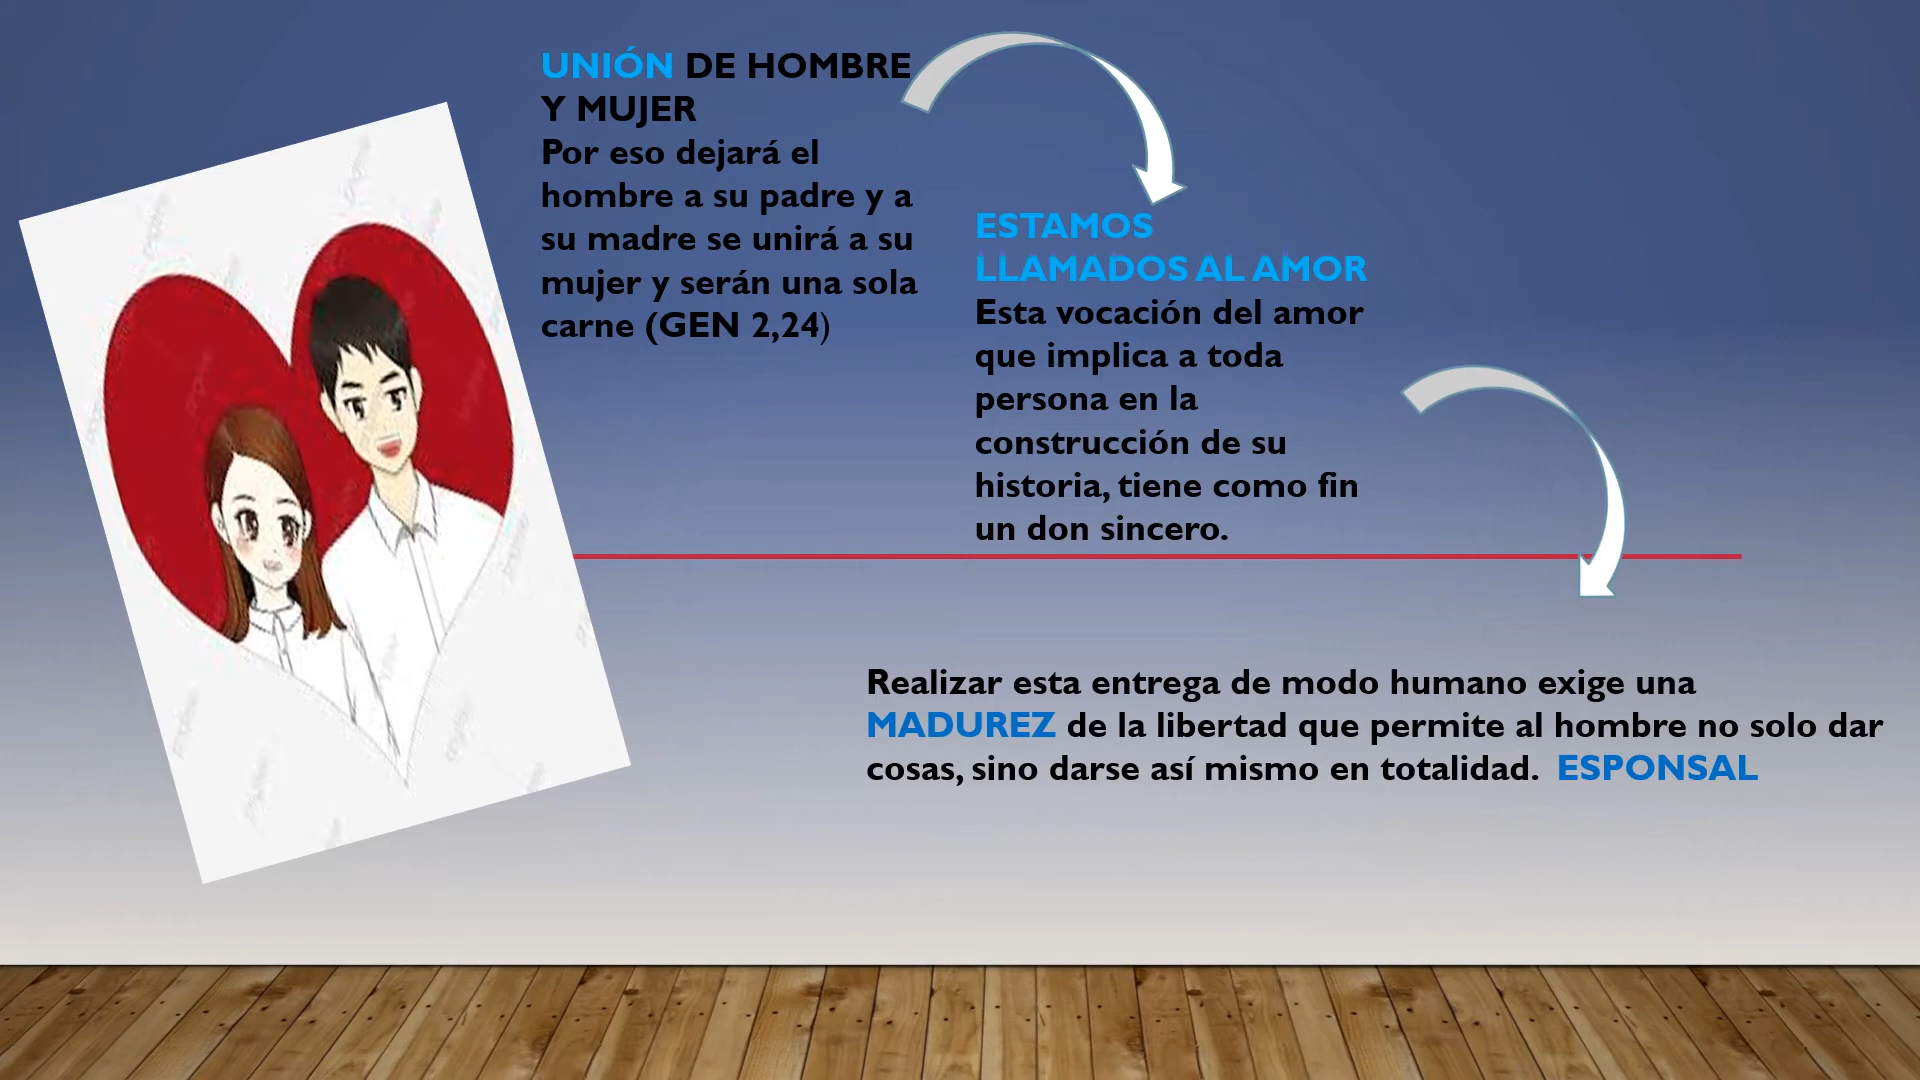 UNIÓN DE HOMBRE
Y MUJER
Por eso dejará el
hombre a su padre y a
su madre se unirá a su
mujer y serán una sola
carne (GEN 2,24)
ESTAMOS
LLAMADOS AL AMOR
Esta vocación del amor
que implica a toda
persona en la
construcción de su
historia, tiene como fin
un don sincero.
Realizar esta entrega de modo humano exige una
MADUREZ de la libertad que permite al hombre no solo dar
cosas, sino darse así mismo en totalidad. ESPONSAL